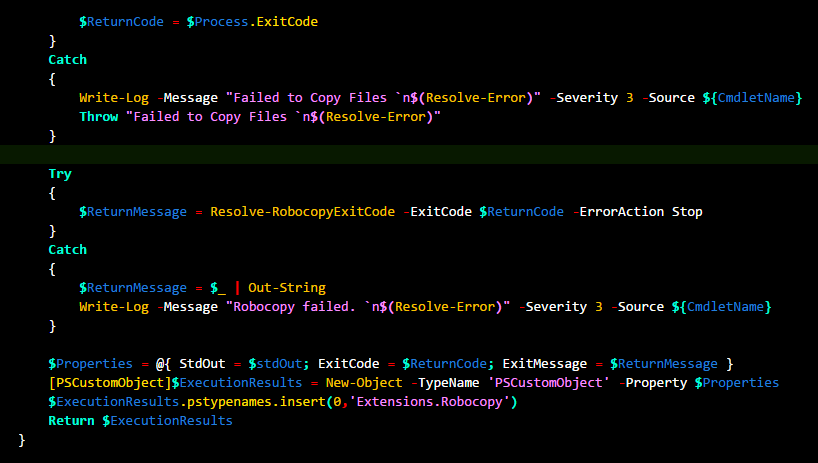 $ReturnCode = $Process.ExitCode
}
Catch
{
Write-Log -Message "Failed to Copy Files `n$(Resolve-Error)" -Severity 3 -Source ${CmdletName}
Throw "Failed to Copy Files `n$(Resolve-Error)"
}
Try
{
$ReturnMessage = Resolve-RobocopyExitCode -ExitCode $ReturnCode -ErrorAction Stop
}
Catch
{
$ReturnMessage = $_ | Out-String
Write-Log -Message "Robocopy failed. `n$(Resolve-Error)" -Severity 3 -Source ${CmdletName}
}
$Properties = @{ StdOut = $stdOut; ExitCode = $ReturnCode; ExitMessage = $ReturnMessage }
[PSCustomObject]$ExecutionResults = New-Object -TypeName 'PSCustomObject' -Property $Properties
$ExecutionResults.pstypenames.insert(0,'Extensions.Robocopy')
Return $ExecutionResults
}